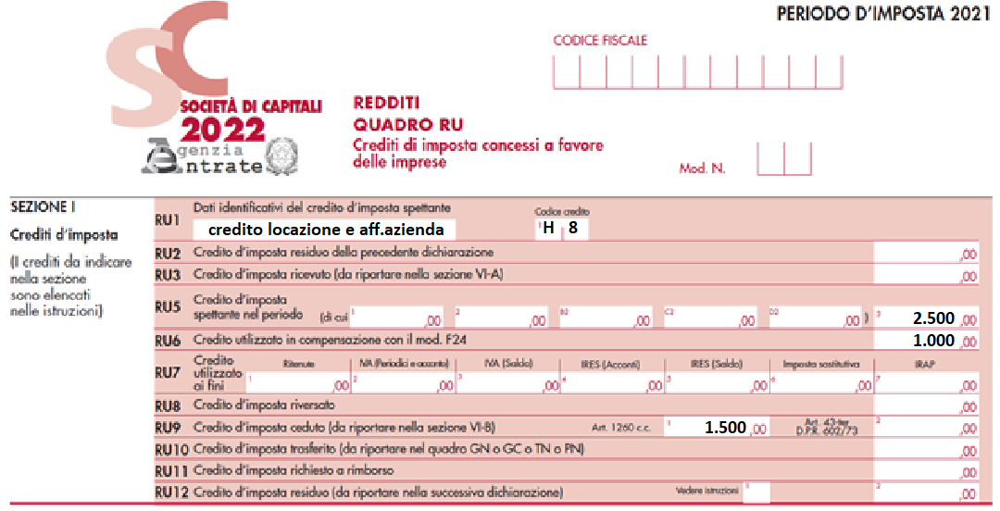 PERIODO D'IMPOSTA 2021
CODICE FISCALE
SC
SOCIETÀ DI CAPITALI
2022
Agenzia
Entrate
REDDITI
QUADRO RU
Crediti di imposta concessi a favore
delle imprese
Mod. N.
SEZIONE I
Crediti d'imposta
(I crediti da indicare
nella sezione
sono elencati
nelle istruzioni)
RU1 Dati identificativi del credito d'imposta spettante Codice credito
credito locazione e aff.azienda 1 H 8
RU2 Credito d'imposta residuo della precedente dichiarazione ,00
RU3 Credito d'imposta ricevuto (da riportare nella sezione VI-A) ,00
RU5 Credito d'imposta
spettante nel periodo (di cui 1 ,00 2 ,00 B2 ,00 C2 ,00 D2 ,00 ) 3 2.500 ,00
RU6 Credito utilizzato in compensazione con il mod. F24 1.000 ,00
RU7 Credito utilizzato ai fini Ritenute IVA (Periodici e acconto) IVA (Saldo) IRES (Acconti) IRES (Saldo) Imposta sostitutiva IRAP
1 ,00 2 ,00 3 ,00 4 ,00 5 ,00 6 ,00 7 ,00
RU8 Credito d'imposta riversato ,00
RU9 Credito d'imposta ceduto (da riportare nella sezione VI-B) Art. 1260 c.c. 1 1.500 ,00 Art. 43-ter D.P.R. 602/73 2 ,00
RU10 Credito d'imposta trasferito (da riportare nel quadro GN o GC o TN o PN) ,00
RU11 Credito d'imposta richiesto a rimborso ,00
RU12 Credito d'imposta residuo (da riportare nella successiva dichiarazione) Vedere istruzioni 1 2 ,00